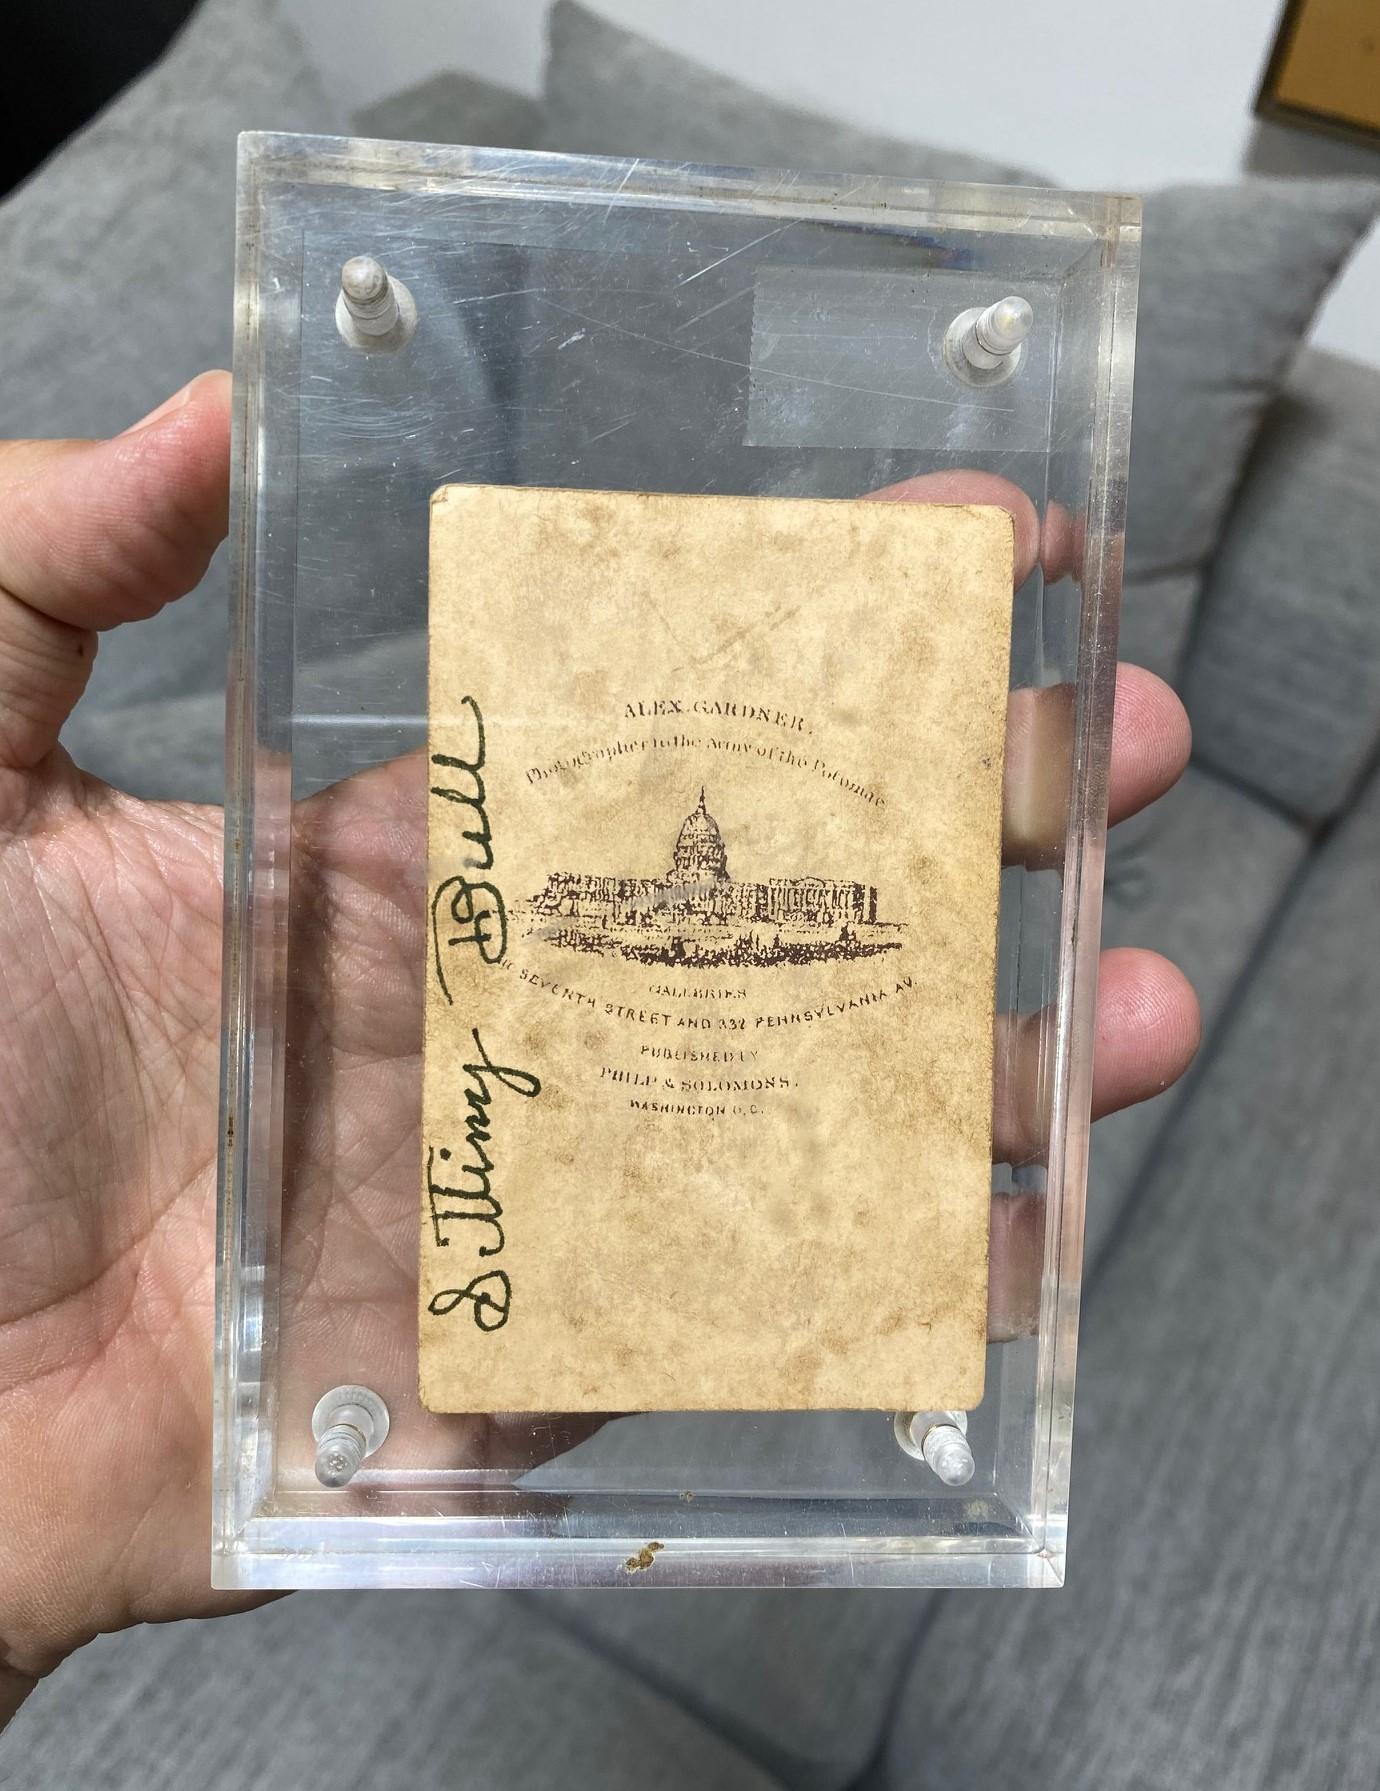 ALEX. GARDNER,
Photographer to the Army of the Potomac
GALLERIES
SEVENTH STREET AND 332 PENNSYLVANIA AV.
PUBLISHED BY
PHILP & SOLOMONS.
WASHINGTON D.C.
Sitting Bull